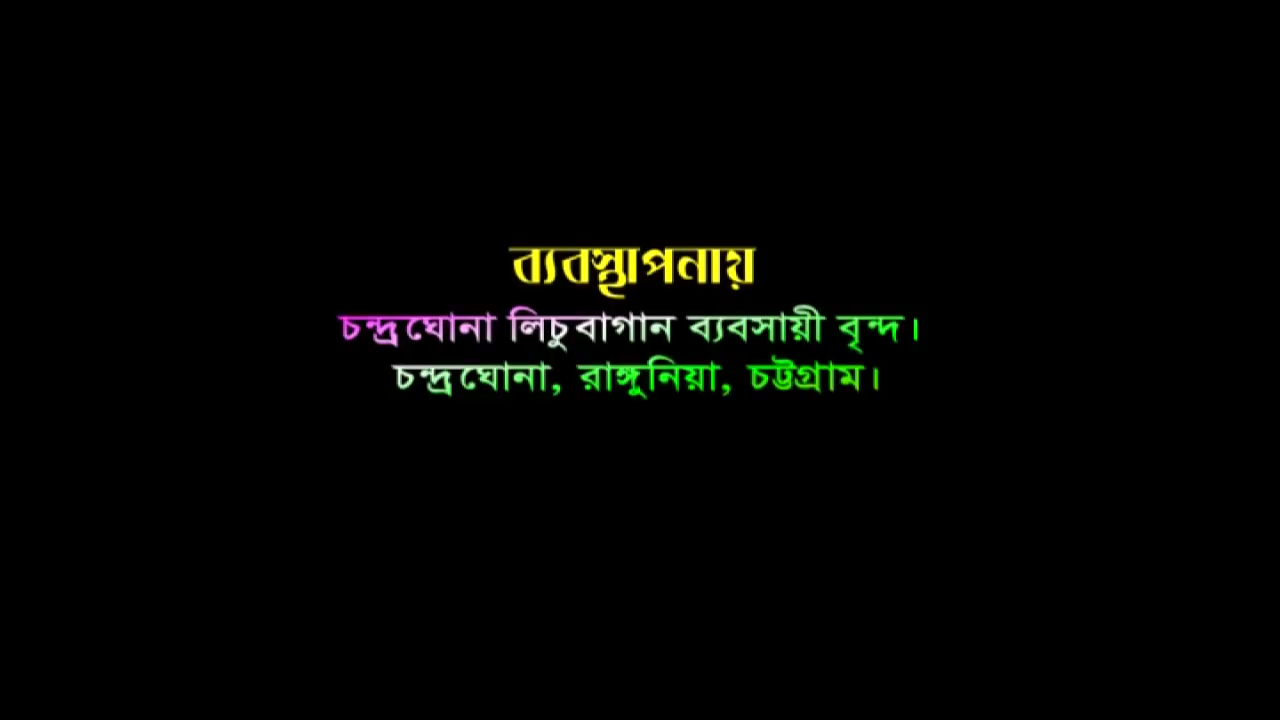 ব্যবস্থাপনায়
চন্দ্রঘোনা লিচুবাগান ব্যবসায়ী বৃন্দ।
চন্দ্রঘোনা, রাঙ্গুনিয়া, চট্টগ্রাম।